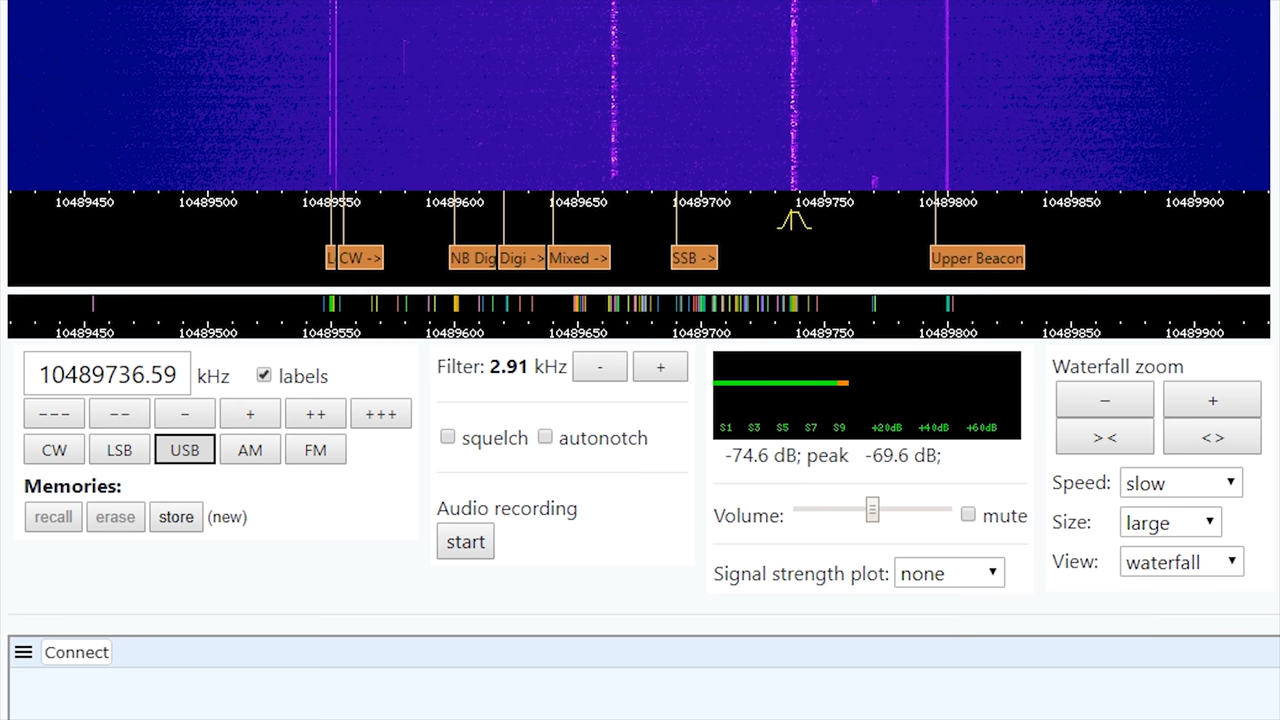 10489450 10489500 10489550 10489600 10489650 10489700 10489750 10489800 10489850 10489900
L CW -> NB Dig Digi -> Mixed -> SSB -> Upper Beacon
10489450 10489500 10489550 10489600 10489650 10489700 10489750 10489800 10489850 10489900
10489736.59 kHz labels
--- -- - + ++ +++
CW LSB USB AM FM
Memories:
recall erase store (new)
Filter: 2.91 kHz - +
squelch autonotch
Audio recording
start
S1 S3 S5 S7 S9 +20dB +40dB +60dB
-74.6 dB; peak -69.6 dB;
Volume: mute
Signal strength plot: none
Waterfall zoom
- +
> < < >
Speed: slow
Size: large
View: waterfall
Connect